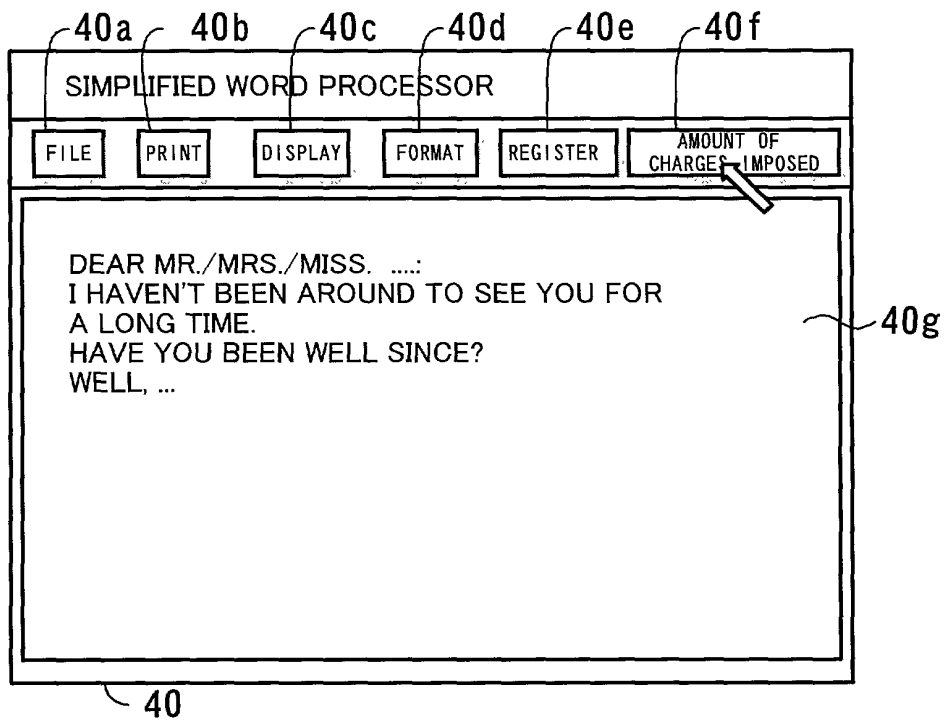 40a 40b 40c 40d 40e 40f
SIMPLIFIED WORD PROCESSOR
FILE PRINT DISPLAY FORMAT REGISTER AMOUNT OF
CHARGES IMPOSED
DEAR MR./MRS./MISS. ....:
I HAVEN'T BEEN AROUND TO SEE YOU FOR
A LONG TIME.
HAVE YOU BEEN WELL SINCE?
WELL, ...
40g
40